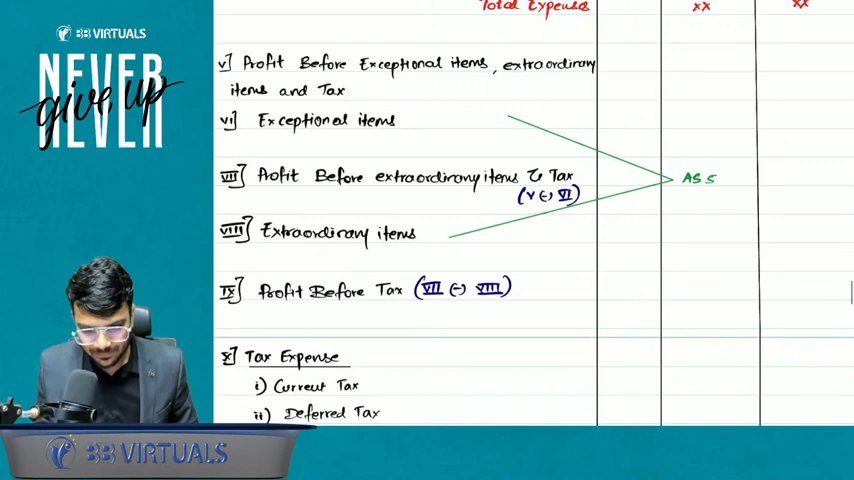 BB VIRTUALS
NEVER
give up
NEVER
Total Expenses xx xx
V] Profit Before Exceptional items, extraordinary
items and Tax
VI] Exceptional items
VII] Profit Before extraordinary items & Tax
(V (-) VI)
AS 5
VIII] Extraordinary items
IX] Profit Before Tax (VII (-) VIII)
X] Tax Expense
i) Current Tax
ii) Deferred Tax
BB VIRTUALS